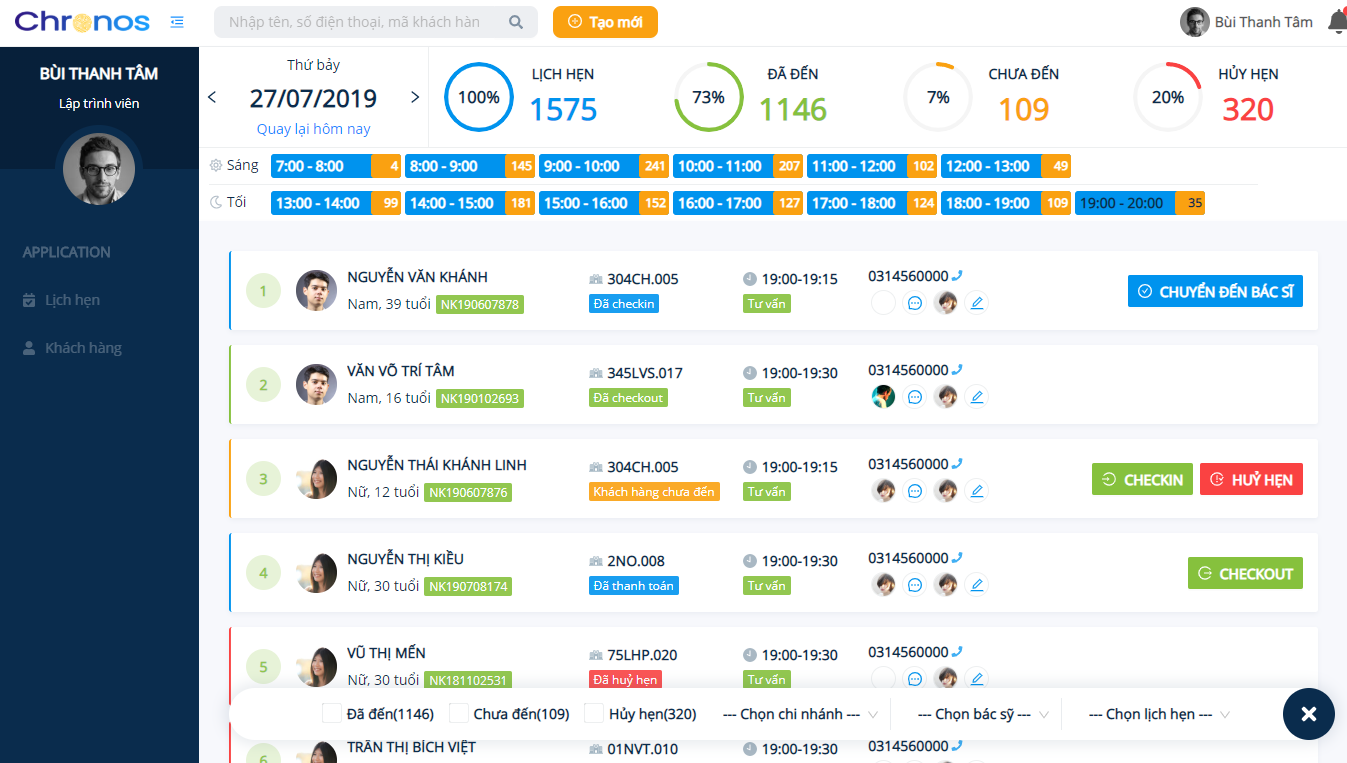 Chronos
Nhập tên, số điện thoại, mã khách hàn
Tạo mới
Bùi Thanh Tâm
BÙI THANH TÂM
Lập trình viên
APPLICATION
Lịch hẹn
Khách hàng
Thứ bảy
27/07/2019
Quay lại hôm nay
100% LỊCH HẸN 1575
73% ĐÃ ĐẾN 1146
7% CHƯA ĐẾN 109
20% HỦY HẸN 320
Sáng 7:00 - 8:00 4 8:00 - 9:00 145 9:00 - 10:00 241 10:00 - 11:00 207 11:00 - 12:00 102 12:00 - 13:00 49
Tối 13:00 - 14:00 99 14:00 - 15:00 181 15:00 - 16:00 152 16:00 - 17:00 127 17:00 - 18:00 124 18:00 - 19:00 109 19:00 - 20:00 35
1 NGUYỄN VĂN KHÁNH 304CH.005 19:00-19:15 0314560000
Nam, 39 tuổi NK190607878 Đã checkin Tư vấn CHUYỂN ĐẾN BÁC SĨ
2 VĂN VÕ TRÍ TÂM 345LVS.017 19:00-19:30 0314560000
Nam, 16 tuổi NK190102693 Đã checkout Tư vấn
3 NGUYỄN THÁI KHÁNH LINH 304CH.005 19:00-19:15 0314560000
Nữ, 12 tuổi NK190607876 Khách hàng chưa đến Tư vấn CHECKIN HUỶ HẸN
4 NGUYỄN THỊ KIỀU 2NO.008 19:00-19:30 0314560000
Nữ, 30 tuổi NK190708174 Đã thanh toán Tư vấn CHECKOUT
5 VŨ THỊ MẾN 75LHP.020 19:00-19:30 0314560000
Nữ, 30 tuổi NK181102531 Đã huỷ hẹn Tư vấn
Đã đến(1146) Chưa đến(109) Hủy hẹn(320) --- Chọn chi nhánh --- --- Chọn bác sỹ --- --- Chọn lịch hẹn ---
6 TRẦN THỊ BÍCH VIỆT 01NVT.010 19:00-19:30 0314560000